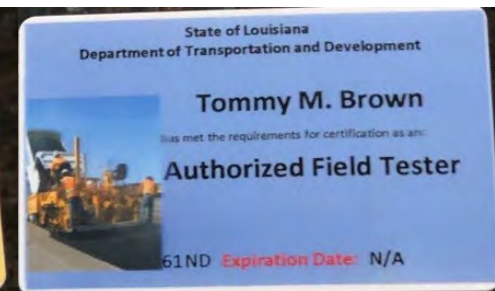 State of Louisiana
Department of Transportation and Development
Tommy M. Brown
has met the requirements for certification as an:
Authorized Field Tester
61ND Expiration Date: N/A